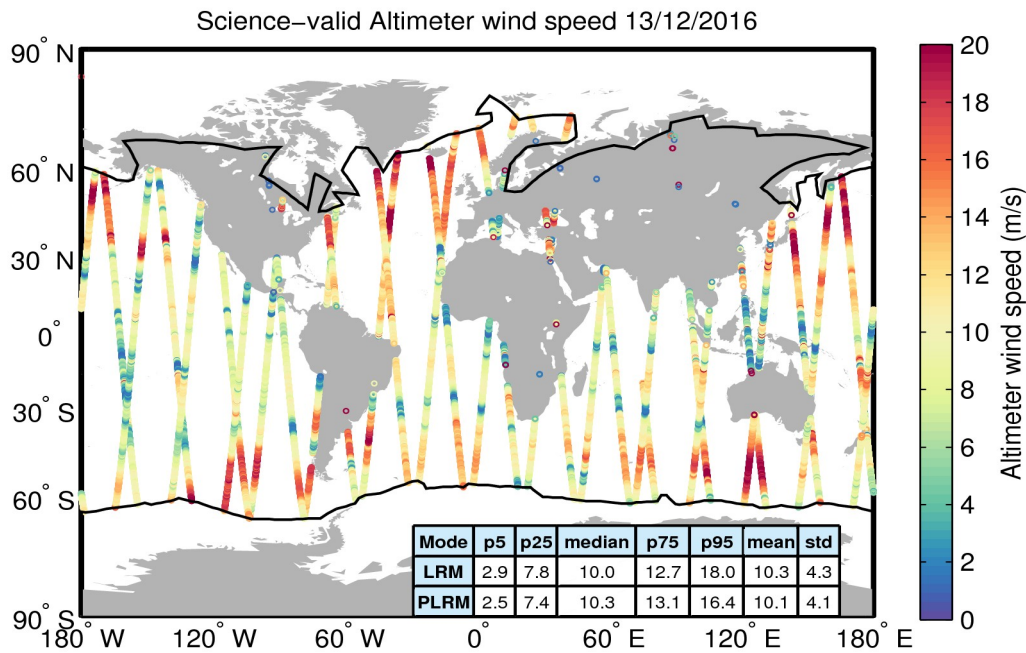 Science−valid Altimeter wind speed 13/12/2016
90° N
60° N
30° N
0°
30° S
60° S
90° S
180° W
120° W
60° W
0°
60° E
120° E
180° E
20
18
16
14
12
10
8
6
4
2
0
Altimeter wind speed (m/s)
Mode p5 p25 median p75 p95 mean std
LRM 2.9 7.8 10.0 12.7 18.0 10.3 4.3
PLRM 2.5 7.4 10.3 13.1 16.4 10.1 4.1